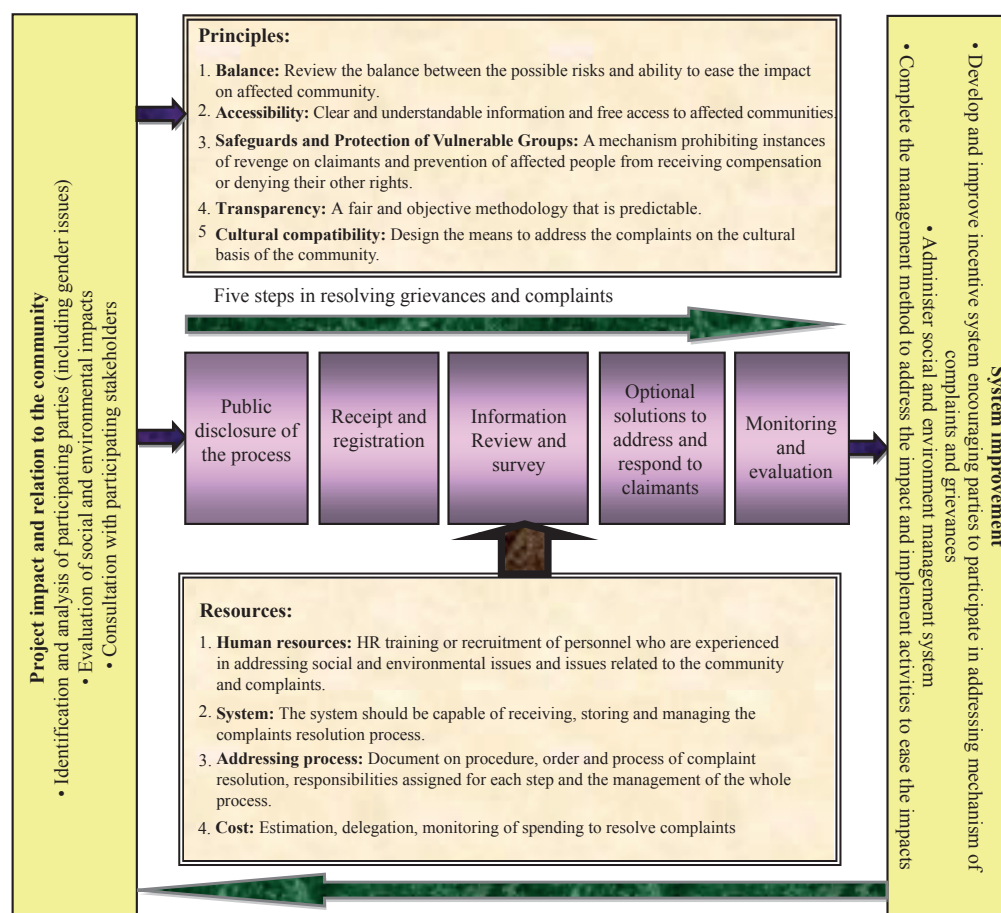 Project impact and relation to the community
• Identification and analysis of participating parties (including gender issues)
• Evaluation of social and environmental impacts
• Consultation with participating stakeholders
Principles:
1. Balance: Review the balance between the possible risks and ability to ease the impact
on affected community.
2. Accessibility: Clear and understandable information and free access to affected communities.
3. Safeguards and Protection of Vulnerable Groups: A mechanism prohibiting instances
of revenge on claimants and prevention of affected people from receiving compensation
or denying their other rights.
4. Transparency: A fair and objective methodology that is predictable.
5 Cultural compatibility: Design the means to address the complaints on the cultural
basis of the community.
Five steps in resolving grievances and complaints
Public
disclosure of
the process
Receipt and
registration
Information
Review and
survey
Optional
solutions to
address and
respond to
claimants
Monitoring
and
evaluation
Resources:
1. Human resources: HR training or recruitment of personnel who are experienced
in addressing social and environmental issues and issues related to the community
and complaints.
2. System: The system should be capable of receiving, storing and managing the
complaints resolution process.
3. Addressing process: Document on procedure, order and process of complaint
resolution, responsibilities assigned for each step and the management of the whole
process.
4. Cost: Estimation, delegation, monitoring of spending to resolve complaints
System Improvement
• Develop and improve incentive system encouraging parties to participate in addressing mechanism of
complaints and grievances
• Administer social and environment management system
• Complete the management method to address the impact and implement activities to ease the impacts